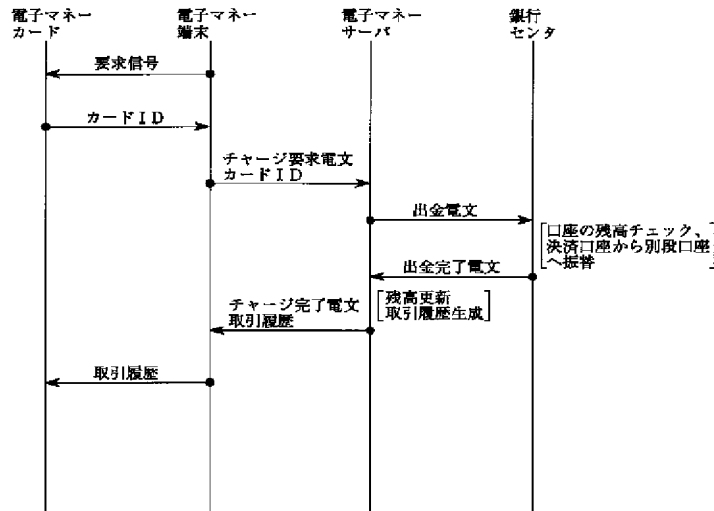 電子マネー
カード
電子マネー
端末
電子マネー
サーバ
銀行
センタ
要求信号
カードＩＤ
チャージ要求電文
カードＩＤ
出金電文
口座の残高チェック、
決済口座から別段口座
へ振替
出金完了電文
残高更新
取引履歴生成
チャージ完了電文
取引履歴
取引履歴